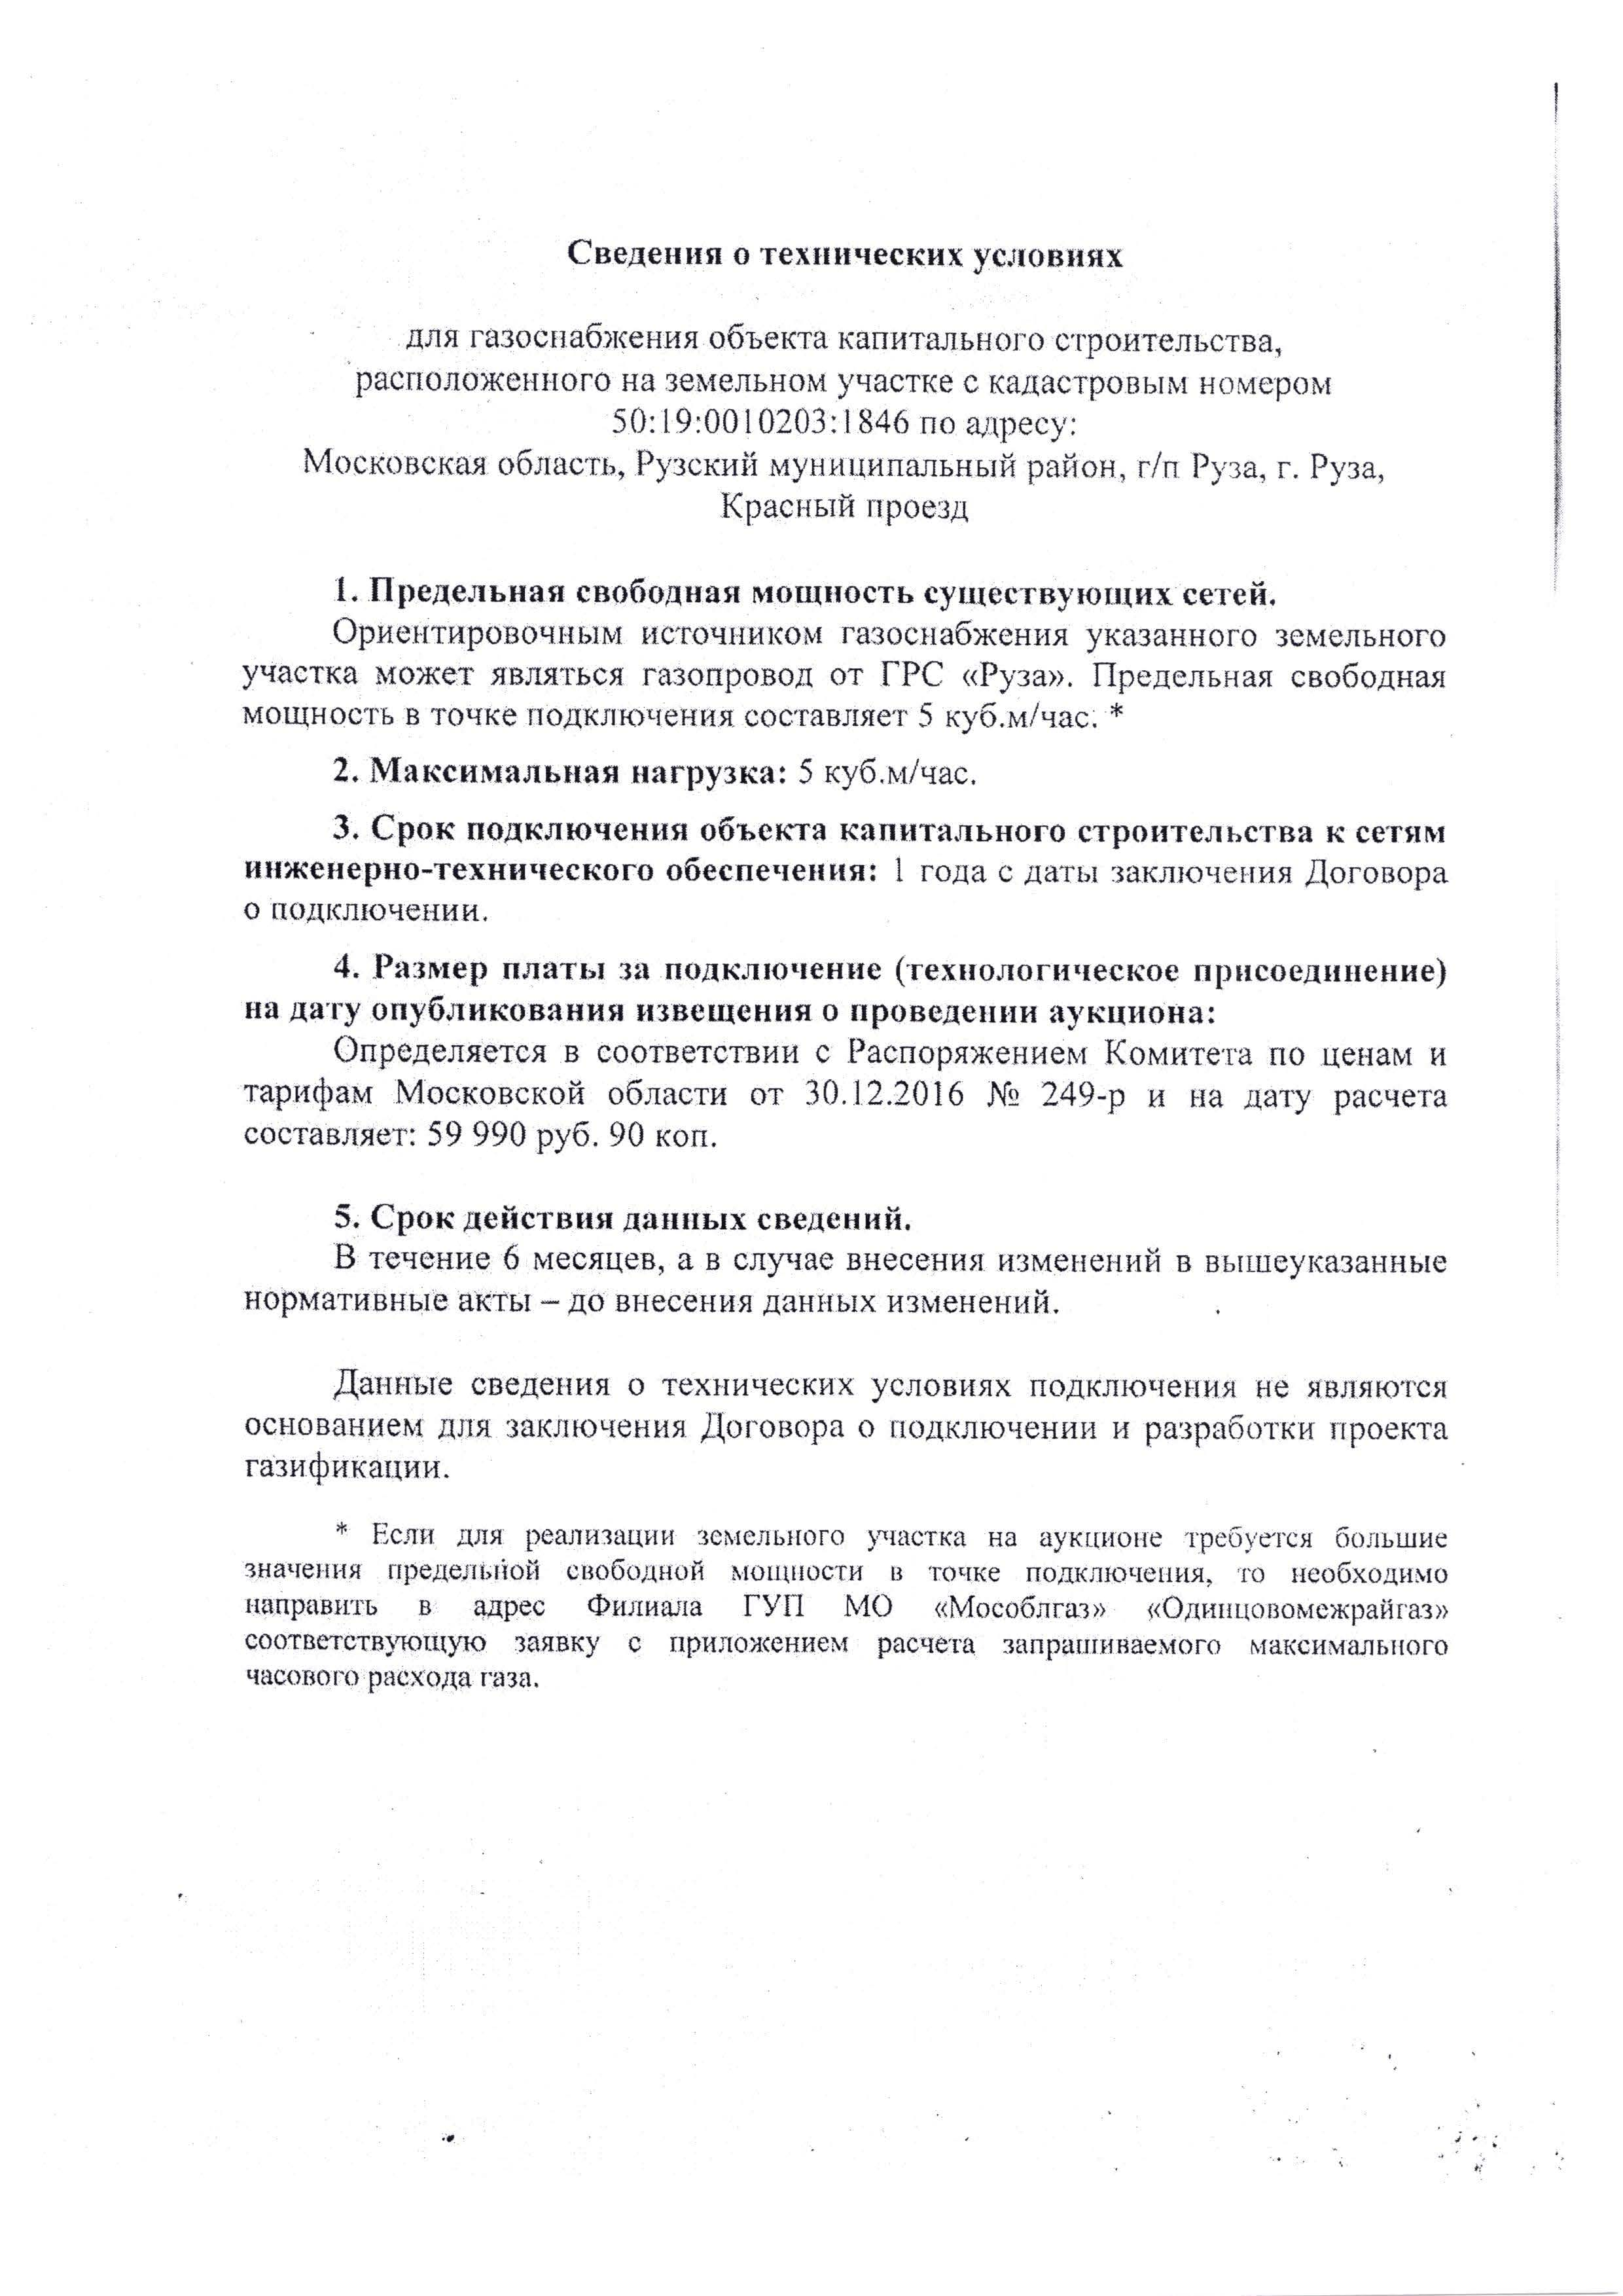 Сведения о технических условиях
для газоснабжения объекта капитального строительства,
расположенного на земельном участке с кадастровым номером
50:19:0010203:1846 по адресу:
Московская область, Рузский муниципальный район, г/п Руза, г. Руза,
Красный проезд
1. Предельная свободная мощность существующих сетей.
Ориентировочным источником газоснабжения указанного земельного
участка может являться газопровод от ГРС «Руза». Предельная свободная
мощность в точке подключения составляет 5 куб.м/час. *
2. Максимальная нагрузка: 5 куб.м/час.
3. Срок подключения объекта капитального строительства к сетям
инженерно-технического обеспечения: 1 года с даты заключения Договора
о подключении.
4. Размер платы за подключение (технологическое присоединение)
на дату опубликования извещения о проведении аукциона:
Определяется в соответствии с Распоряжением Комитета по ценам и
тарифам Московской области от 30.12.2016 № 249-р и на дату расчета
составляет: 59 990 руб. 90 коп.
5. Срок действия данных сведений.
В течение 6 месяцев, а в случае внесения изменений в вышеуказанные
нормативные акты – до внесения данных изменений.
Данные сведения о технических условиях подключения не являются
основанием для заключения Договора о подключении и разработки проекта
газификации.
* Если для реализации земельного участка на аукционе требуется большие
значения предельной свободной мощности в точке подключения, то необходимо
направить в адрес Филиала ГУП МО «Мособлгаз» «Одинцовомежрайгаз»
соответствующую заявку с приложением расчета запрашиваемого максимального
часового расхода газа.